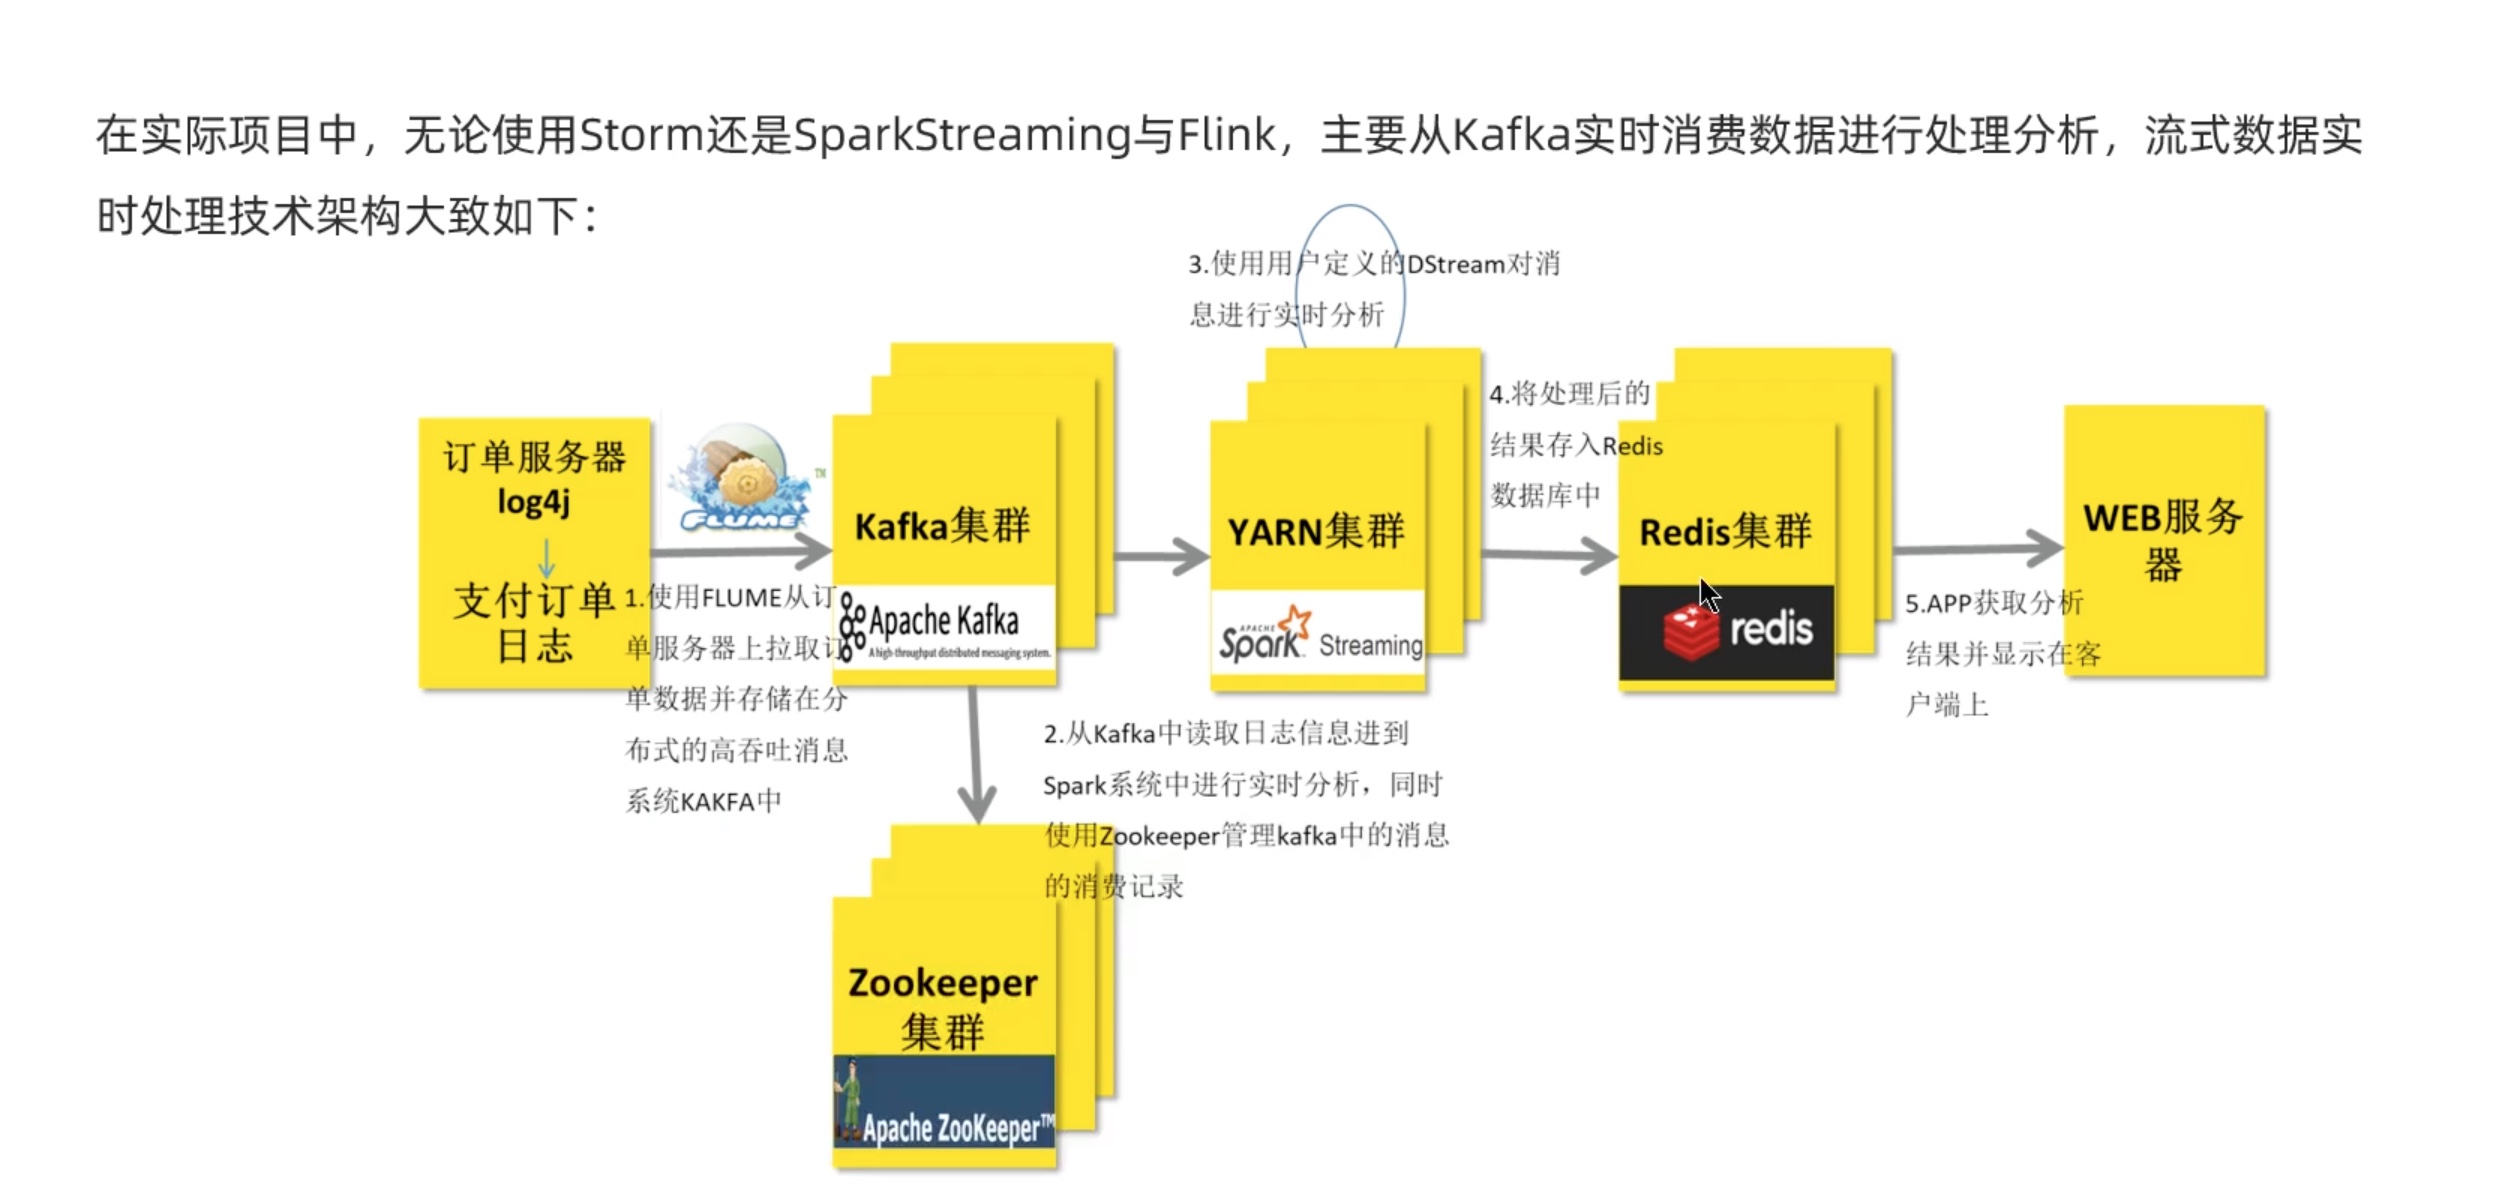 在实际项目中，无论使用Storm还是SparkStreaming与Flink，主要从Kafka实时消费数据进行处理分析，流式数据实
时处理技术架构大致如下：
3.使用用户定义的DStream对消
息进行实时分析
订单服务器
log4j
支付订单
日志
FLUME
TM
1.使用FLUME从订
单服务器上拉取订
单数据并存储在分
布式的高吞吐消息
系统KAKFA中
Kafka集群
Apache Kafka
A high-throughput distributed messaging system.
2.从Kafka中读取日志信息进到
Spark系统中进行实时分析，同时
使用Zookeeper管理kafka中的消息
的消费记录
Zookeeper
集群
Apache ZooKeeper™
YARN集群
APACHE
Spark Streaming
4.将处理后的
结果存入Redis
数据库中
Redis集群
redis
5.APP获取分析
结果并显示在客
户端上
WEB服务
器